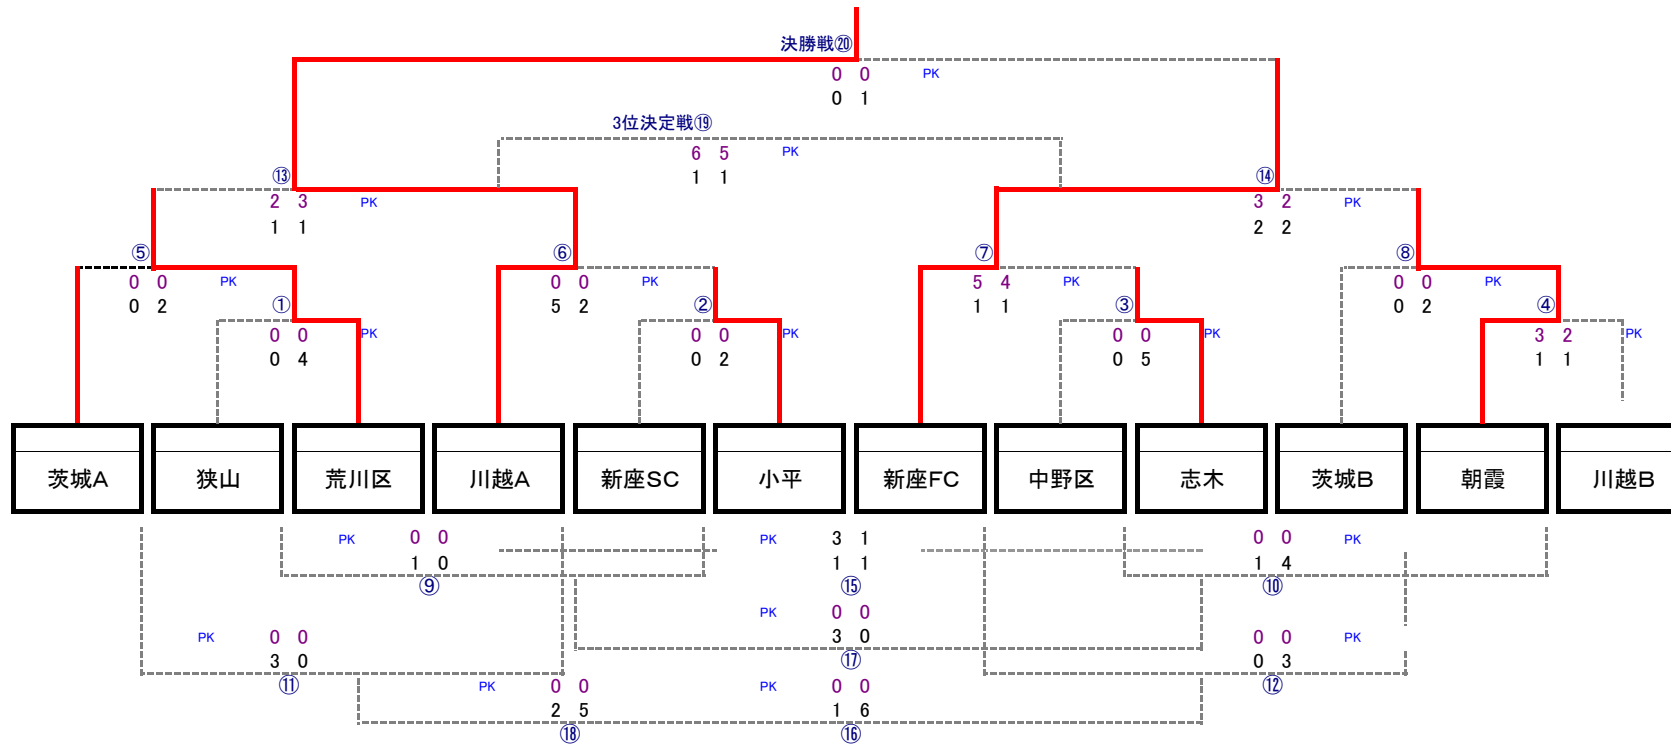 決勝戦⑳
0 0 PK
0 1
3位決定戦⑲
6 5 PK
1 1
⑬ ⑭
2 3 PK 3 2 PK
1 1 2 2
⑤ ⑥ ⑦ ⑧
0 0 PK 0 0 PK 5 4 PK 0 0 PK
0 2 5 2 1 1 0 2
① ② ③ ④
0 0 PK 0 0 PK 0 0 PK 3 2 PK
0 4 0 2 0 5 1 1
茨城A 狭山 荒川区 川越A 新座SC 小平 新座FC 中野区 志木 茨城B 朝霞 川越B
PK 0 0 PK 3 1 0 0 PK
1 0 1 1 1 4
⑨ ⑮ ⑩
PK 0 0
3 0
⑰
PK 0 0 0 0 PK
3 0 0 3
⑪ ⑫
PK 0 0 PK 0 0
2 5 1 6
⑱ ⑯